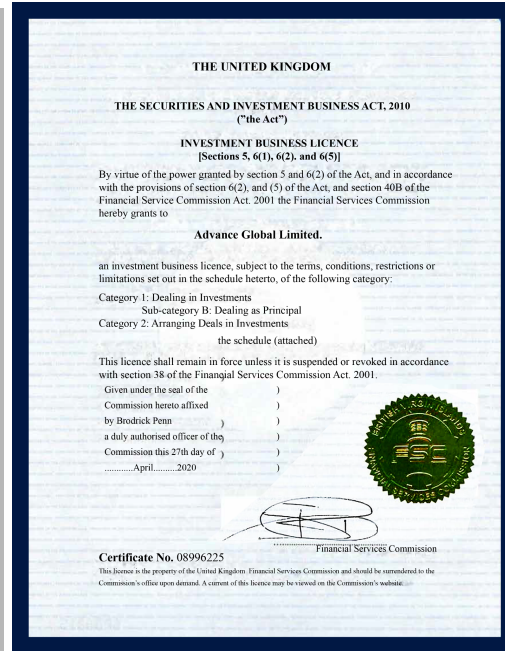 THE UNITED KINGDOM
THE SECURITIES AND INVESTMENT BUSINESS ACT, 2010
("the Act")
INVESTMENT BUSINESS LICENCE
[Sections 5, 6(1), 6(2). and 6(5)]
By virtue of the power granted by section 5 and 6(2) of the Act, and in accordance
with the provisions of section 6(2), and (5) of the Act, and section 40B of the
Financial Service Commission Act. 2001 the Financial Services Commission
hereby grants to
Advance Global Limited.
an investment business licence, subject to the terms, conditions, restrictions or
limitations set out in the schedule heterto, of the following category:
Category 1: Dealing in Investments
Sub-category B: Dealing as Principal
Category 2: Arranging Deals in Investments
the schedule (attached)
This licence shall remain in force unless it is suspended or revoked in accordance
with section 38 of the Financial Services Commission Act. 2001.
Given under the seal of the )
Commission hereto affixed )
by Brodrick Penn ) )
a duly authorised officer of the) )
Commission this 27th day of ) )
............April.........2020 )
BRITISH VIRGIN ISLANDS
FSC
FINANCIAL SERVICES COMMISSION
Financial Services Commission
Certificate No. 08996225
This licence is the property of the United Kingdom. Financial Services Commission and should be surrendered to the
Commission's office upon demand. A current of this licence may be viewed on the Commission's website.